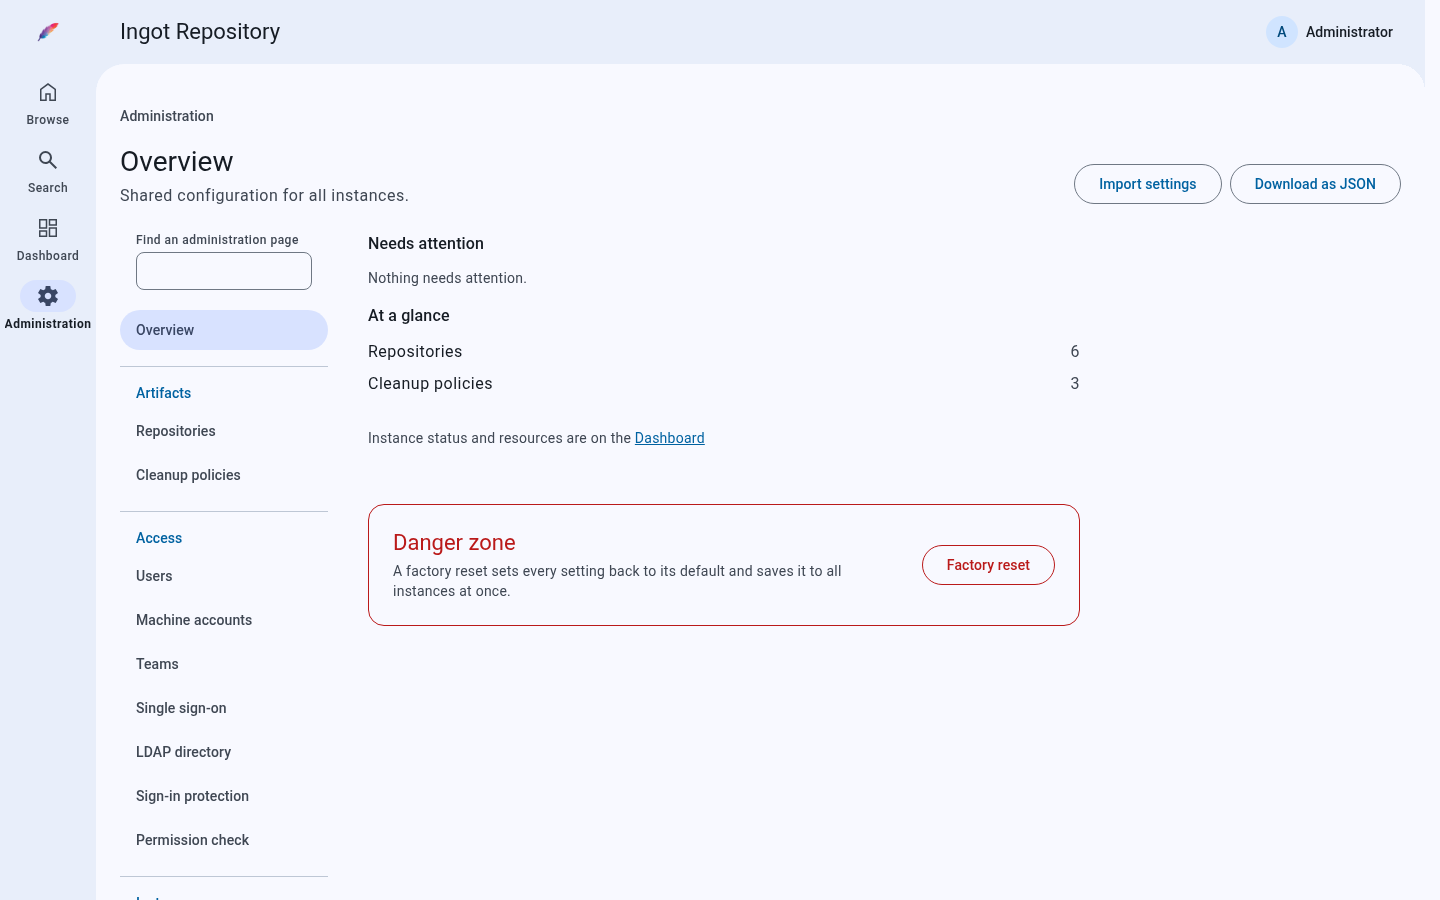 Ingot Repository
A
Administrator
Browse
Search
Dashboard
Administration
Administration
Overview
Shared configuration for all instances.
Import settings
Download as JSON
Find an administration page
Overview
Artifacts
Repositories
Cleanup policies
Access
Users
Machine accounts
Teams
Single sign-on
LDAP directory
Sign-in protection
Permission check
Needs attention
Nothing needs attention.
At a glance
Repositories 6
Cleanup policies 3
Instance status and resources are on the Dashboard
Danger zone
A factory reset sets every setting back to its default and saves it to all
instances at once.
Factory reset